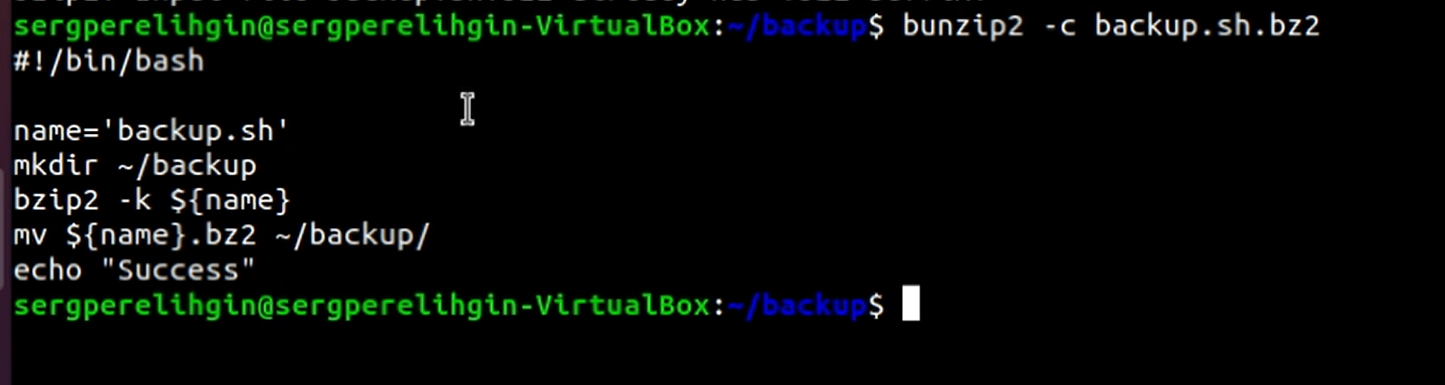 sergperelihgin@sergperelihgin-VirtualBox:~/backup$ bunzip2 -c backup.sh.bz2
#!/bin/bash
name='backup.sh'
mkdir ~/backup
bzip2 -k ${name}
mv ${name}.bz2 ~/backup/
echo "Success"
sergperelihgin@sergperelihgin-VirtualBox:~/backup$